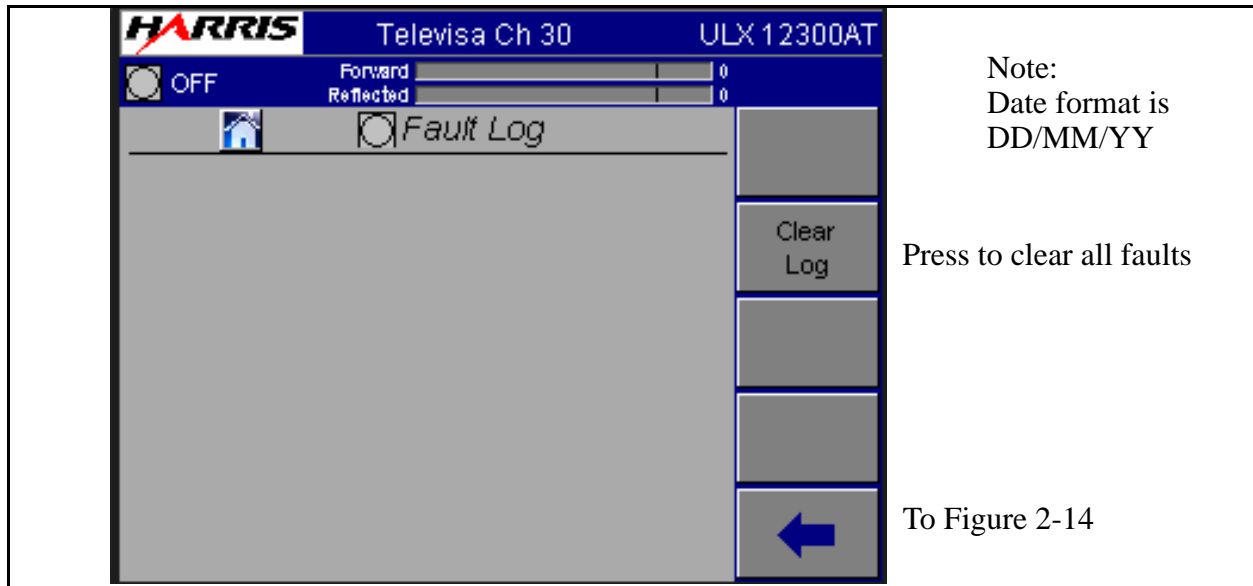 HARRIS Televisa Ch 30 ULX 12300AT
OFF
Forward 0
Reflected 0
Fault Log
Clear
Log
Note:
Date format is
DD/MM/YY
Press to clear all faults
To Figure 2-14